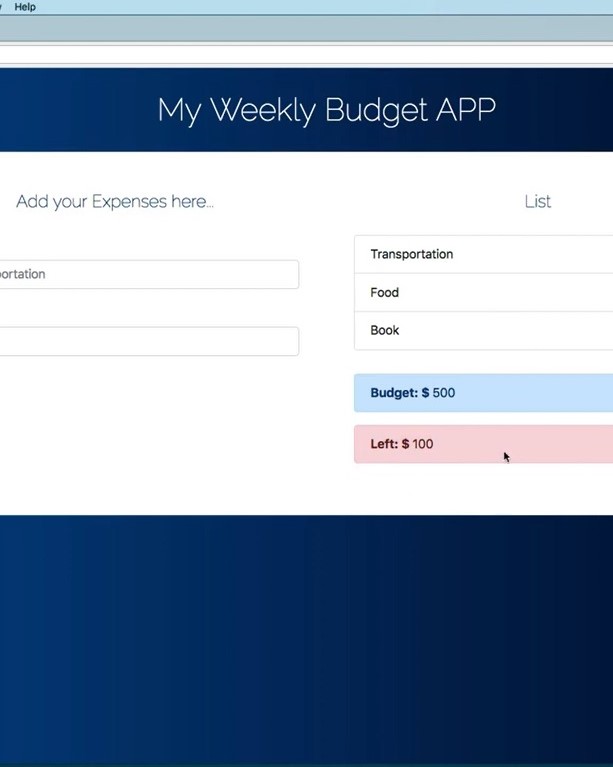 Help
My Weekly Budget APP
Add your Expenses here...
List
Transportation
portation
Food
Book
Budget: $ 500
Left: $ 100